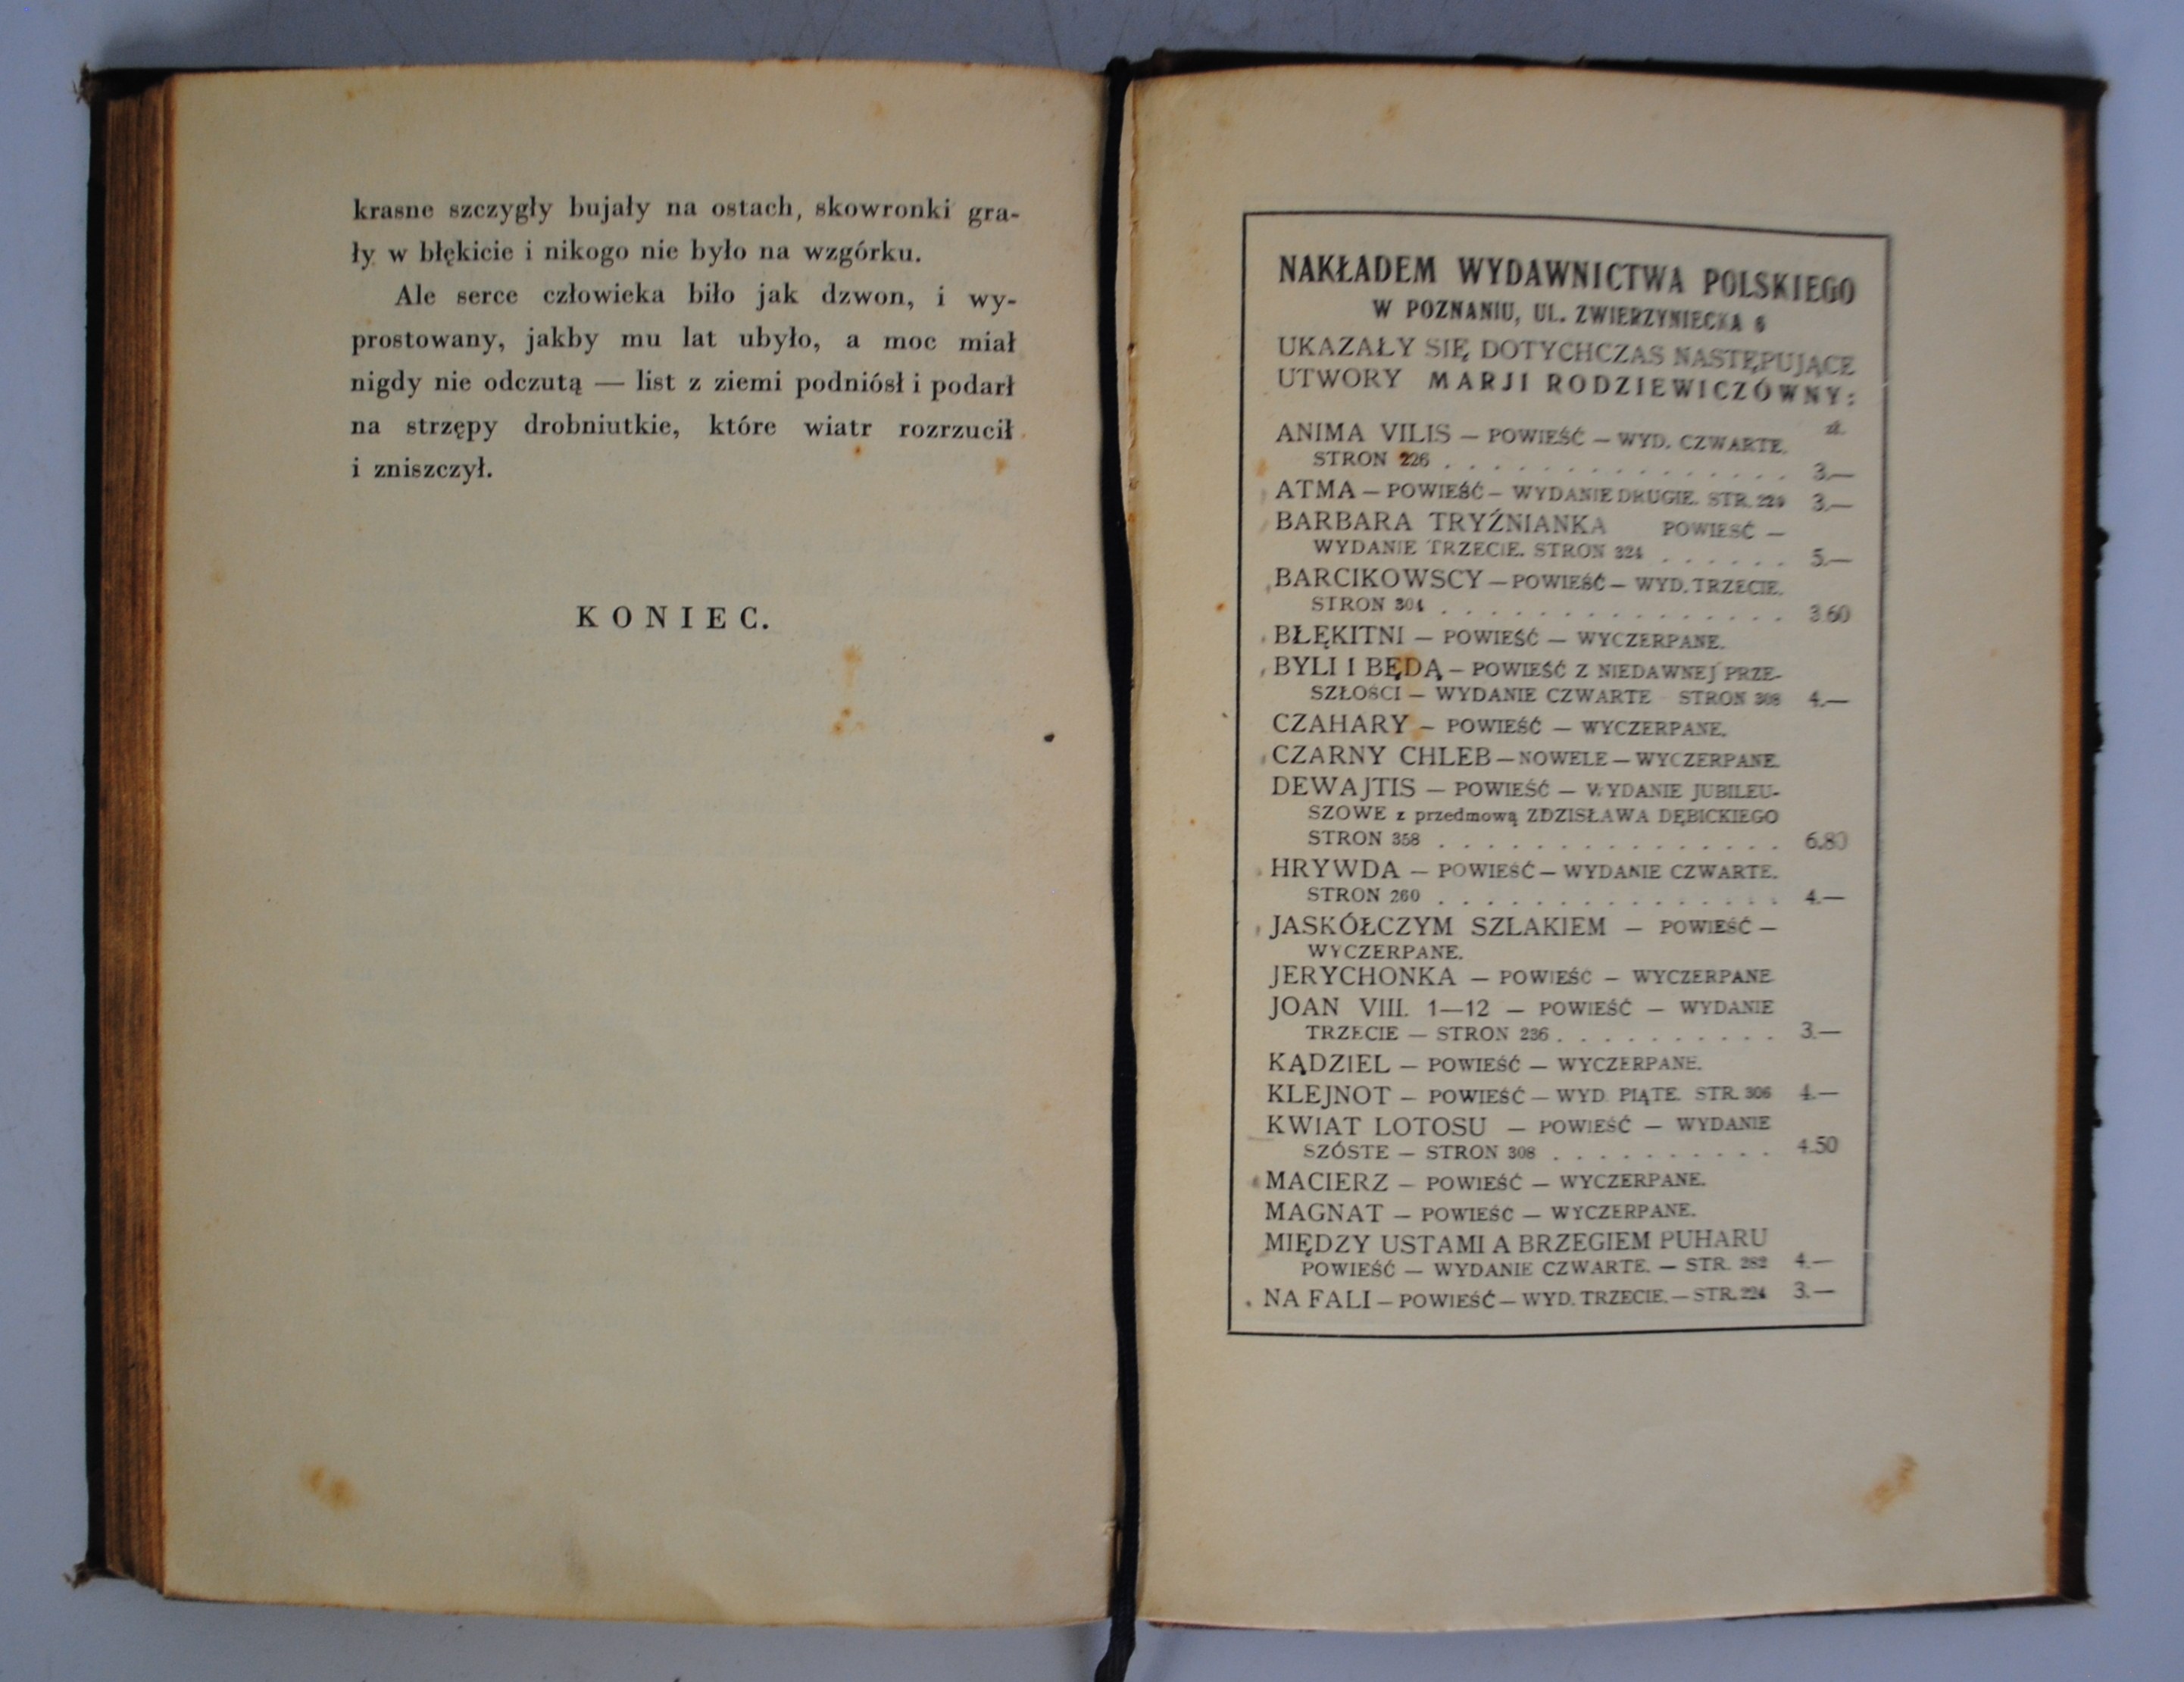 krasne szczygły bujały na ostach, skowronki gra-
ły w błękicie i nikogo nie było na wzgórku.
Ale serce człowieka biło jak dzwon, i wy-
prostowany, jakby mu lat ubyło, a moc miał
nigdy nie odczutą — list z ziemi podniósł i podarł
na strzępy drobniutkie, które wiatr rozrzucił
i zniszczył.
KONIEC.
NAKŁADEM WYDAWNICTWA POLSKIEGO
W POZNANIU, UL. ZWIERZYNIECKA 6
UKAZAŁY SIĘ DOTYCHCZAS NASTĘPUJĄCE
UTWORY MARJI RODZIEWICZÓWNY:
zł.
ANIMA VILIS — POWIEŚĆ — WYD. CZWARTE.
STRON 226 . . . . . . . . . . . . . . . . 3.—
ATMA — POWIEŚĆ — WYDANIE DRUGIE. STR. 3.—
BARBARA TRYŹNIANKA POWIEŚĆ —
WYDANIE TRZECIE. STRON 324 . . . . . . 5.—
BARCIKOWSCY — POWIEŚĆ — WYD. TRZECIE.
STRON 304 . . . . . . . . . . . . . . . . 3.60
BŁĘKITNI — POWIEŚĆ — WYCZERPANE.
BYLI I BĘDĄ — POWIEŚĆ Z NIEDAWNEJ PRZE-
SZŁOŚCI — WYDANIE CZWARTE STRON 308 4.—
CZAHARY — POWIEŚĆ — WYCZERPANE.
CZARNY CHLEB — NOWELE — WYCZERPANE.
DEWAJTIS — POWIEŚĆ — WYDANIE JUBILEU-
SZOWE z przedmową ZDZISŁAWA DĘBICKIEGO
STRON 358 . . . . . . . . . . . . . . . . 6.80
HRYWDA — POWIEŚĆ — WYDANIE CZWARTE.
STRON 260 . . . . . . . . . . . . . . . . 4.—
JASKÓŁCZYM SZLAKIEM — POWIEŚĆ —
WYCZERPANE.
JERYCHONKA — POWIEŚĆ — WYCZERPANE
JOAN VIII. 1—12 — POWIEŚĆ — WYDANIE
TRZECIE — STRON 236 . . . . . . . . . . 3.—
KĄDZIEL — POWIEŚĆ — WYCZERPANE.
KLEJNOT — POWIEŚĆ — WYD. PIĄTE. STR. 306 4.—
KWIAT LOTOSU — POWIEŚĆ — WYDANIE
SZÓSTE — STRON 308 . . . . . . . . . . 4.50
MACIERZ — POWIEŚĆ — WYCZERPANE.
MAGNAT — POWIEŚĆ — WYCZERPANE.
MIĘDZY USTAMI A BRZEGIEM PUHARU
POWIEŚĆ — WYDANIE CZWARTE. — STR. 282 4.—
NA FALI — POWIEŚĆ — WYD. TRZECIE. — STR. 224 3.—